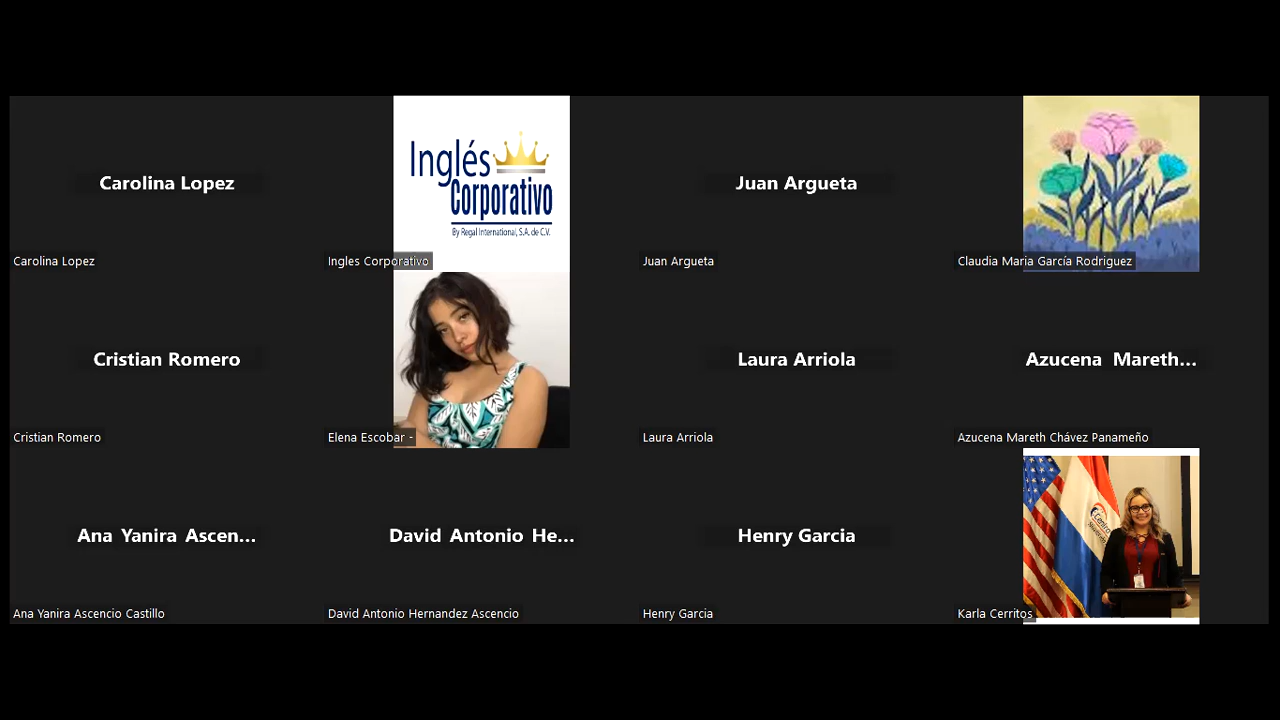 Carolina Lopez
Carolina Lopez
Inglés
Corporativo
By Regal International, S.A. de C.V.
Ingles Corporativo
Juan Argueta
Juan Argueta
Claudia Maria García Rodriguez
Cristian Romero
Cristian Romero
Elena Escobar -
Laura Arriola
Laura Arriola
Azucena Mareth...
Azucena Mareth Chávez Panameño
Ana Yanira Ascen...
Ana Yanira Ascencio Castillo
David Antonio He...
David Antonio Hernandez Ascencio
Henry Garcia
Henry Garcia
Centro
Karla Cerritos